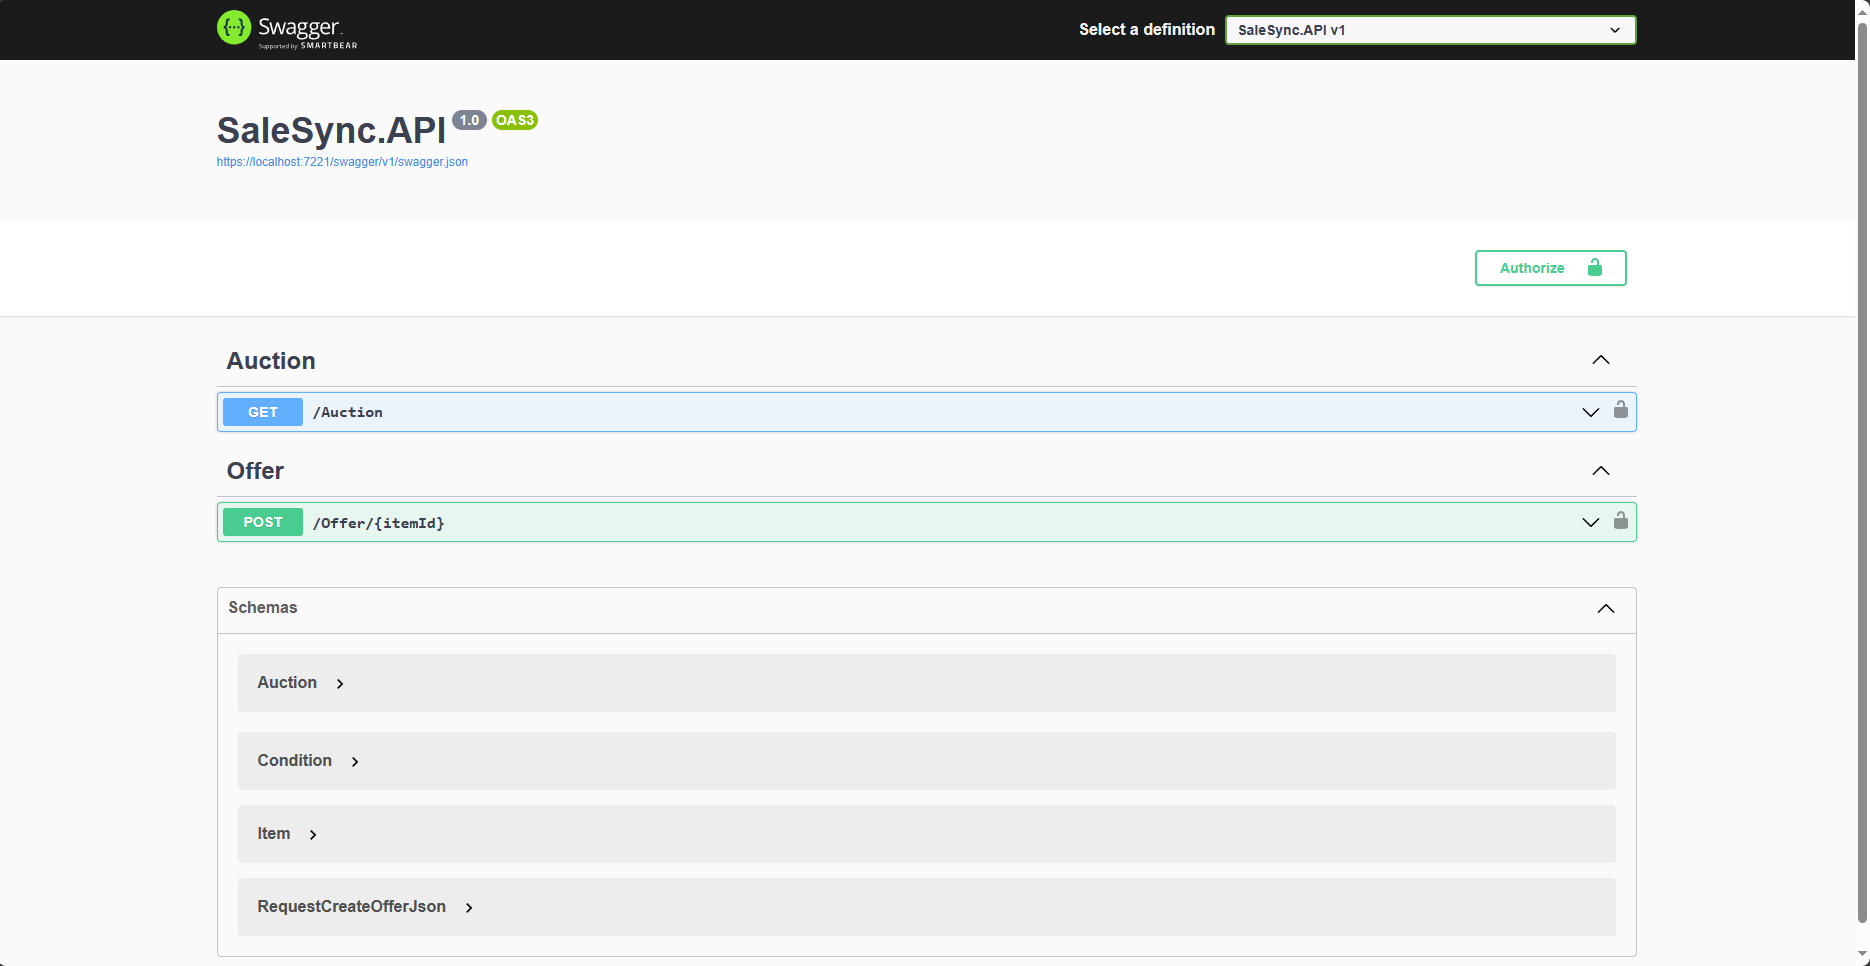 Swagger
Supported by SMARTBEAR
Select a definition
SaleSync.API v1
SaleSync.API 1.0 OAS3
https://localhost:7221/swagger/v1/swagger.json
Authorize
Auction
GET /Auction
Offer
POST /Offer/{itemId}
Schemas
Auction
Condition
Item
RequestCreateOfferJson